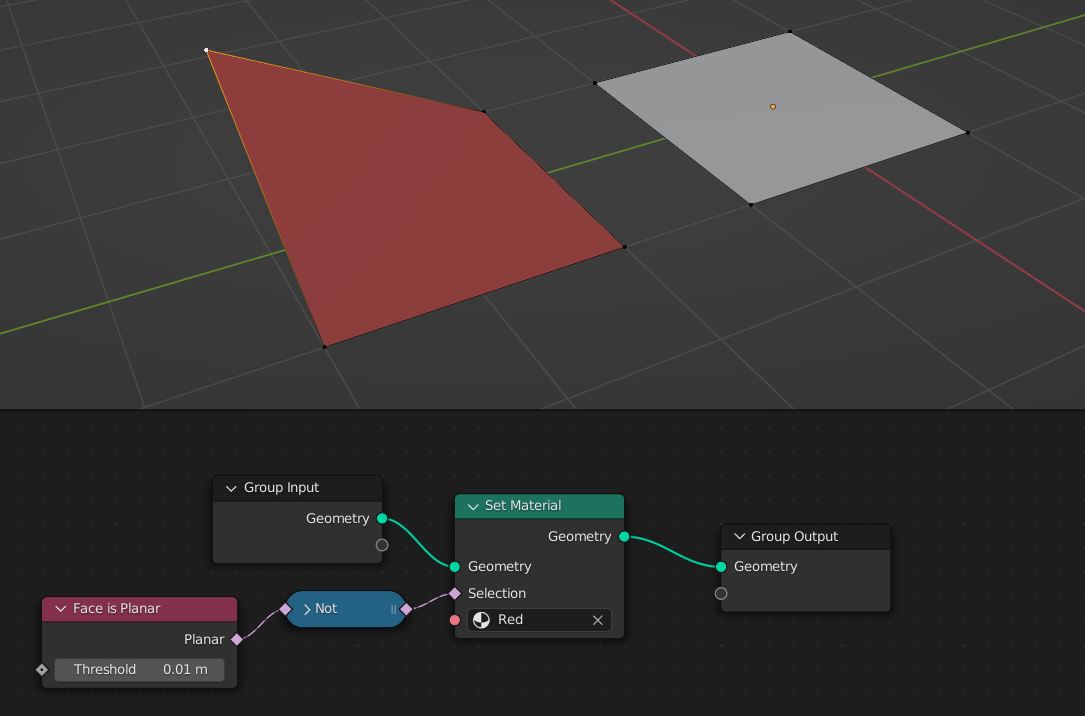 Group Input
Geometry
Set Material
Geometry
Geometry
Selection
Red
Group Output
Geometry
Face is Planar
Planar
Threshold 0.01 m
Not